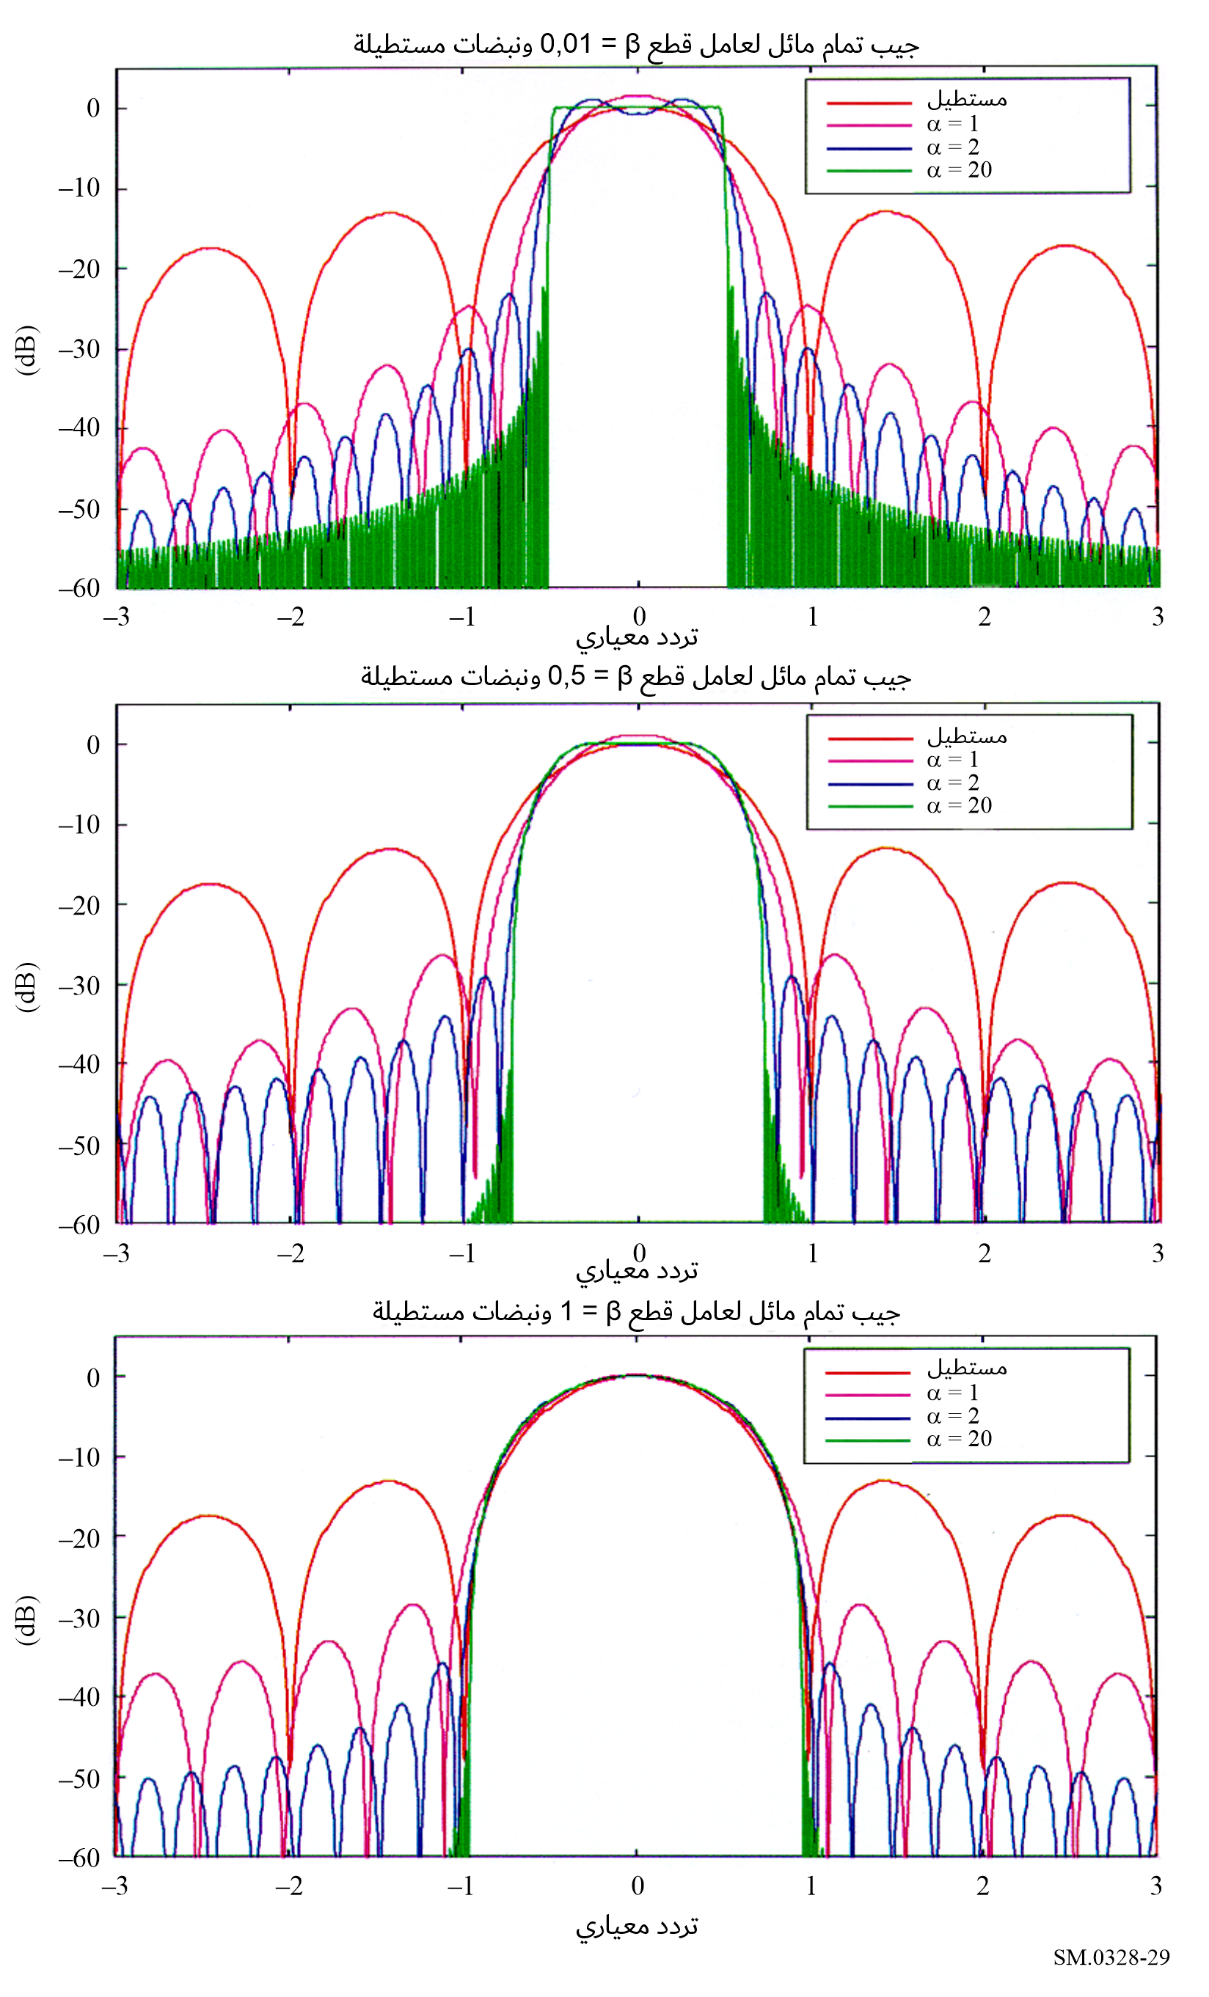 جيب تمام مائل لعامل قطع β = 0,01 ونبضات مستطيلة
مستطيل
α = 1
α = 2
α = 20
0
–10
–20
–30
–40
–50
–60
(dB)
–3 –2 –1 0 1 2 3
تردد معياري
جيب تمام مائل لعامل قطع β = 0,5 ونبضات مستطيلة
مستطيل
α = 1
α = 2
α = 20
0
–10
–20
–30
–40
–50
–60
(dB)
–3 –2 –1 0 1 2 3
تردد معياري
جيب تمام مائل لعامل قطع β = 1 ونبضات مستطيلة
مستطيل
α = 1
α = 2
α = 20
0
–10
–20
–30
–40
–50
–60
(dB)
–3 –2 –1 0 1 2 3
تردد معياري
SM.0328-29